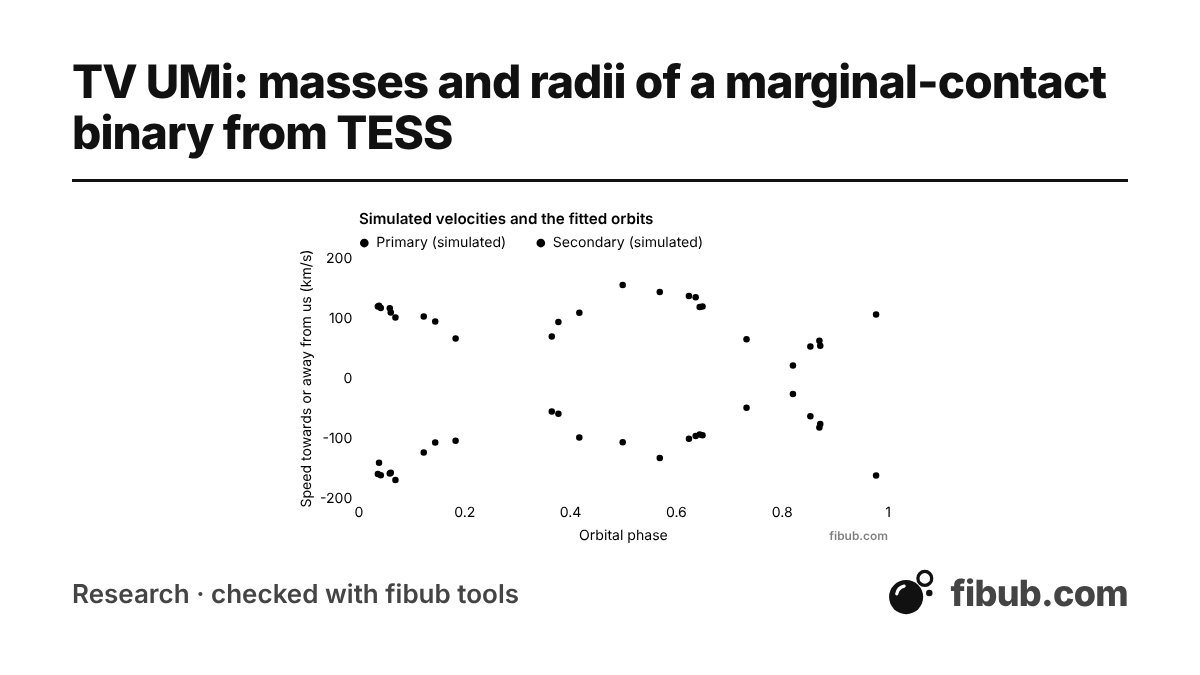 TV UMi: masses and radii of a marginal-contact
binary from TESS
Simulated velocities and the fitted orbits
Primary (simulated) Secondary (simulated)
Speed towards or away from us (km/s)
200
100
0
-100
-200
0 0.2 0.4 0.6 0.8 1
Orbital phase
fibub.com
Research · checked with fibub tools
fibub.com